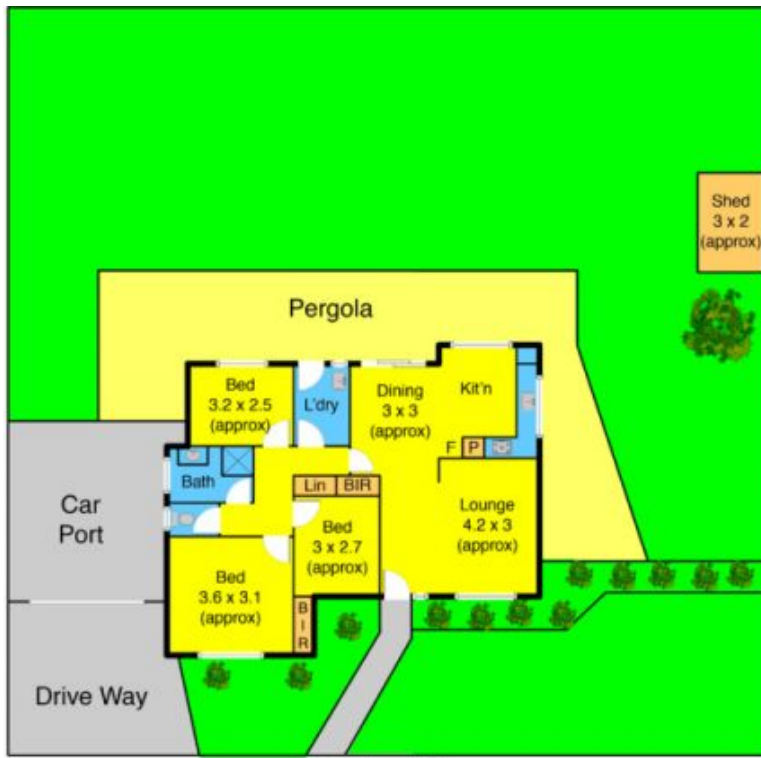 Shed
3 x 2
(approx)
Pergola
Bed
3.2 x 2.5
(approx)
L'dry
Dining
3 x 3
(approx)
Kit'n
F
P
Bath
Lin
BIR
Car
Port
Lounge
4.2 x 3
(approx)
Bed
3 x 2.7
(approx)
Bed
3.6 x 3.1
(approx)
B
I
R
Drive Way